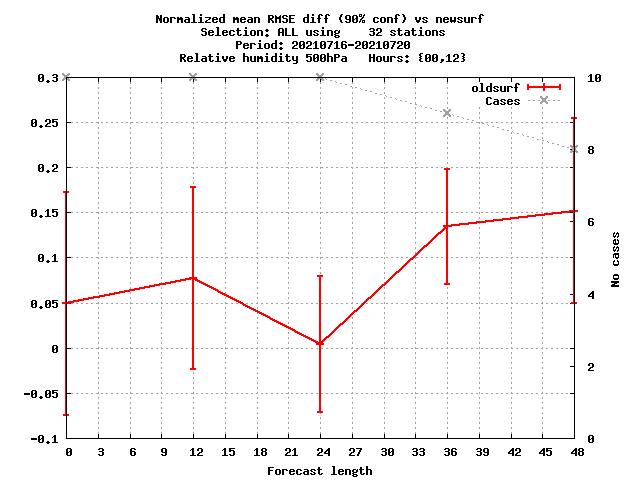 Normalized mean RMSE diff (90% conf) vs newsurf
Selection: ALL using    32 stations
Period: 20210716-20210720
Relative humidity 500hPa   Hours: {00,12}
oldsurf
Cases
0.3
0.25
0.2
0.15
0.1
0.05
0
-0.05
-0.1
10
8
6
4
2
0
No cases
0 3 6 9 12 15 18 21 24 27 30 33 36 39 42 45 48
Forecast length